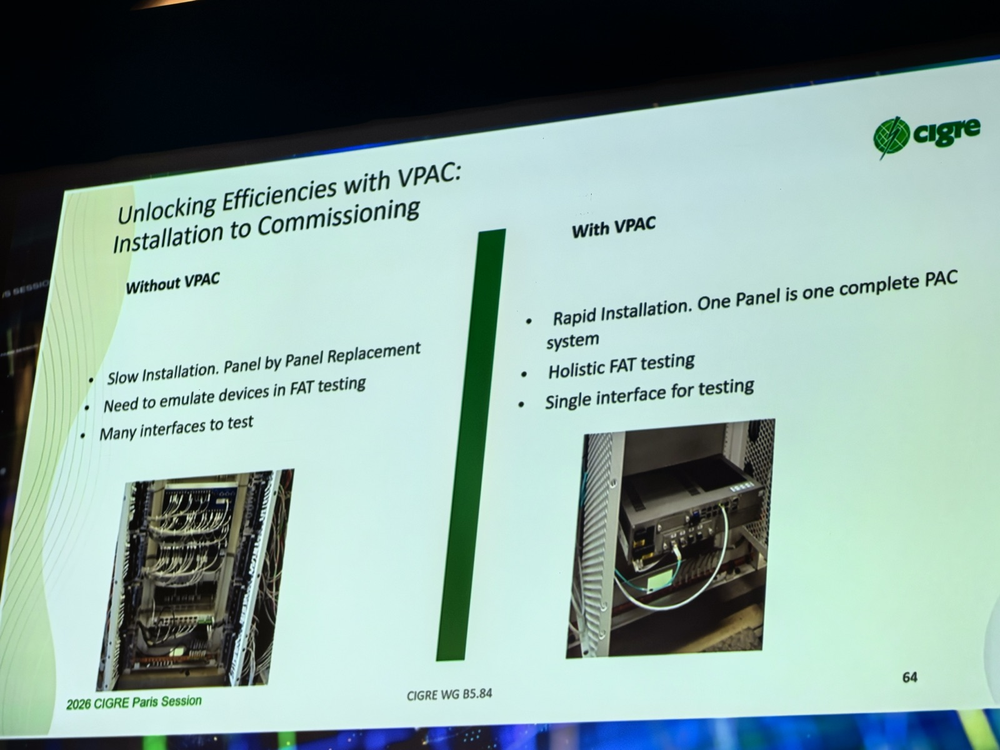 cigre
Unlocking Efficiencies with VPAC:
Installation to Commissioning
Without VPAC
• Slow Installation. Panel by Panel Replacement
• Need to emulate devices in FAT testing
• Many interfaces to test
With VPAC
• Rapid Installation. One Panel is one complete PAC
system
• Holistic FAT testing
• Single interface for testing
2026 CIGRE Paris Session
CIGRE WG B5.84
64